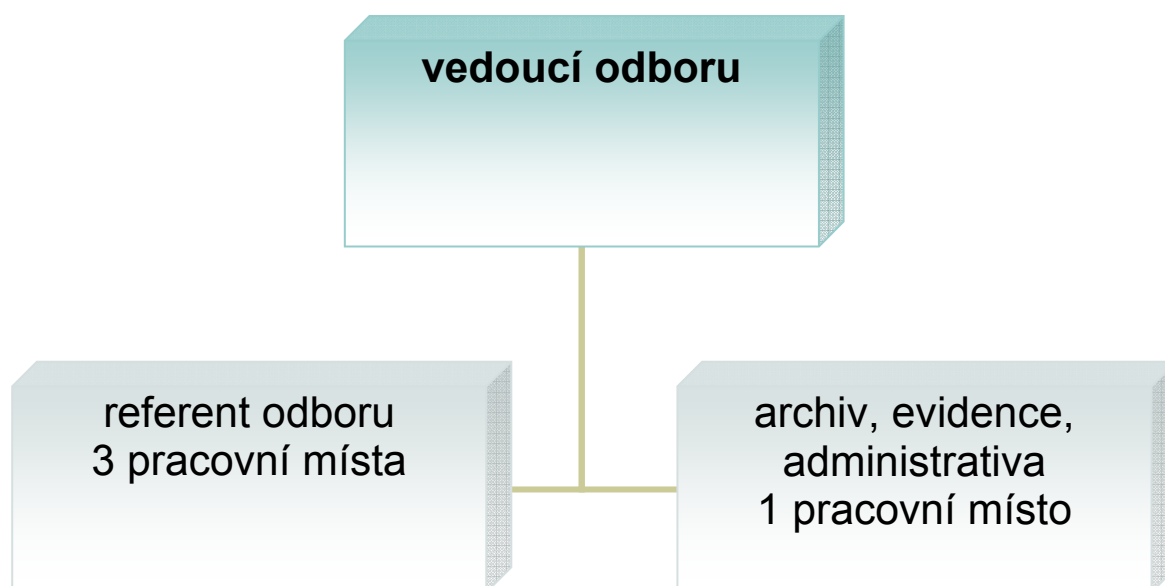 vedoucí odboru
referent odboru
3 pracovní místa
archiv, evidence,
administrativa
1 pracovní místo